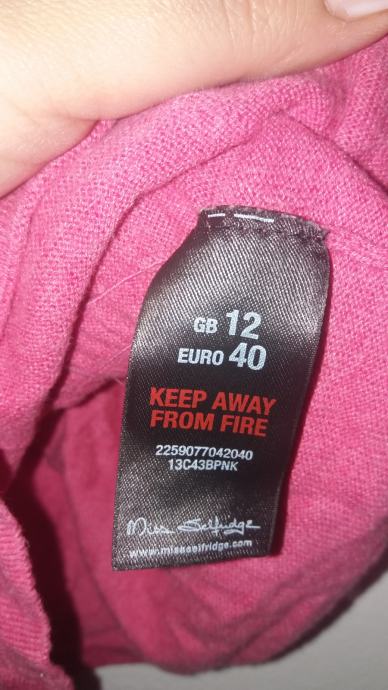 GB 12
EURO 40
KEEP AWAY
FROM FIRE
2259077042040
13C43BPNK
Miss Selfridge
www.missselfridge.com